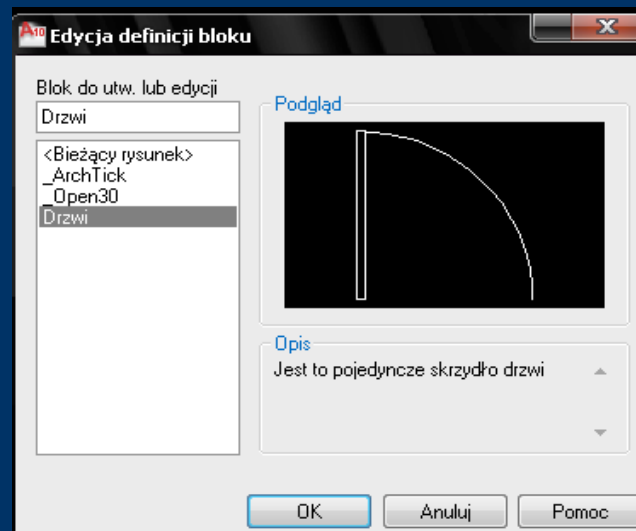 A10 Edycja definicji bloku
Blok do utw. lub edycji
Drzwi
<Bieżący rysunek>
_ArchTick
_Open30
Drzwi
Podgląd
Opis
Jest to pojedyncze skrzydło drzwi
OK
Anuluj
Pomoc